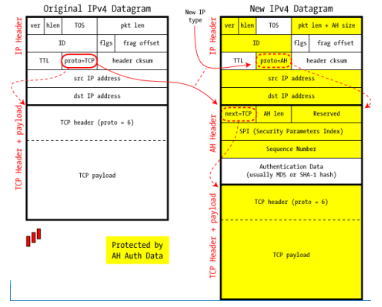 Original IPv4 Datagram
ver hlen TOS pkt len
ID flgs frag offset
TTL proto=TCP header cksum
src IP address
dst IP address
TCP header (proto = 6)
TCP payload
IP Header
TCP Header + payload
Protected by
AH Auth Data
New IP
type
New IPv4 Datagram
ver hlen TOS pkt len + AH size
ID flgs frag offset
TTL proto=AH header cksum
src IP address
dst IP address
next=TCP AH len Reserved
SPI (Security Parameters Index)
Sequence Number
Authentication Data
(usually MD5 or SHA-1 hash)
TCP header (proto = 6)
TCP payload
IP Header
AH Header
TCP Header + payload